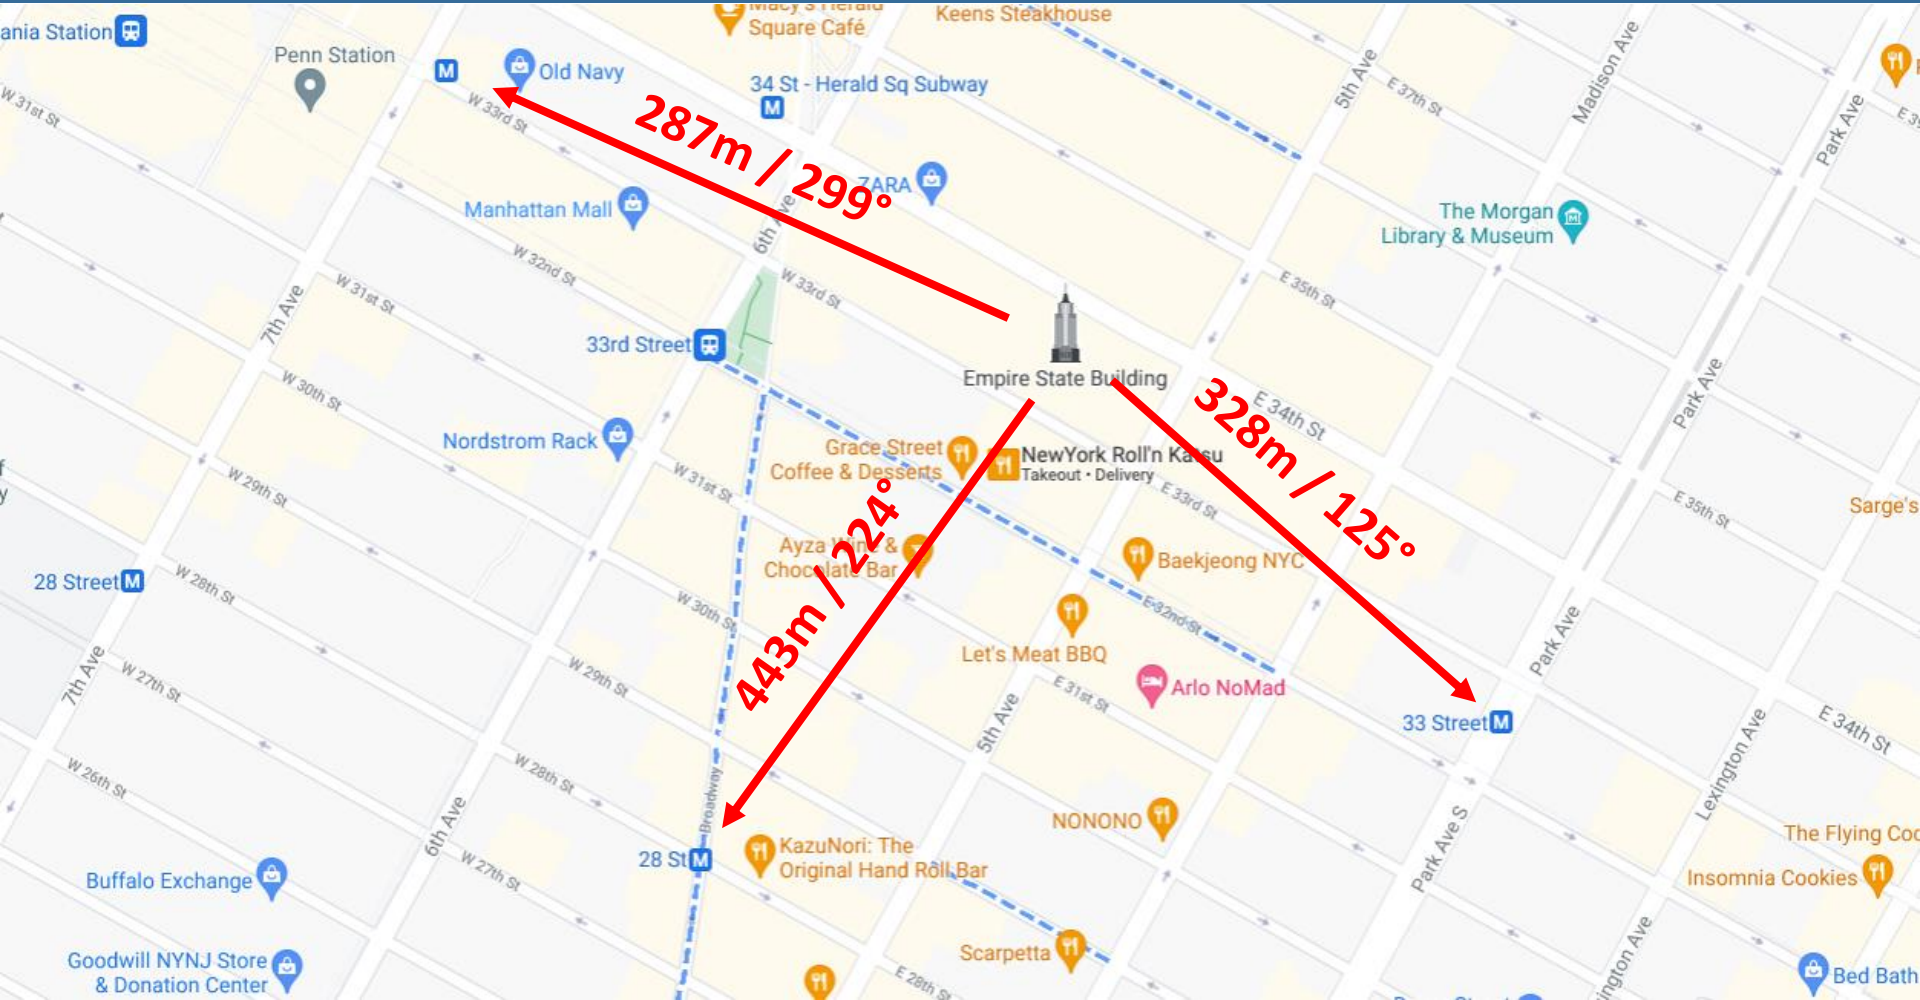 Macy's Herald
Square Café
Keens Steakhouse
ania Station
Penn Station
M
Old Navy
34 St - Herald Sq Subway
M
5th Ave
E 37th St
Madison Ave
Park Ave
W 31st St
W 33rd St
287m / 299°
ZARA
Manhattan Mall
6th Ave
The Morgan
Library & Museum
W 32nd St
W 31st St
W 33rd St
E 35th St
7th Ave
33rd Street
Empire State Building
Park Ave
W 30th St
328m / 125°
E 34th St
Nordstrom Rack
Grace Street
Coffee & Desserts
NewYork Roll'n Katsu
Takeout • Delivery
W 31st St
W 29th St
E 33rd St
E 35th St
Sarge's
443m / 224°
Ayza Wine &
Chocolate Bar
Baekjeong NYC
28 Street M
W 28th St
W 30th St
E 32nd St
Let's Meat BBQ
Park Ave
7th Ave
W 27th St
W 29th St
E 31st St
Arlo NoMad
5th Ave
33 Street M
E 34th St
Lexington Ave
W 26th St
W 28th St
Broadway
6th Ave
NONONO
Park Ave S
The Flying Coc
28 St M
KazuNori: The
Original Hand Roll Bar
W 27th St
Buffalo Exchange
Insomnia Cookies
Scarpetta
Goodwill NYNJ Store
& Donation Center
E 28th St
ington Ave
Bed Bath